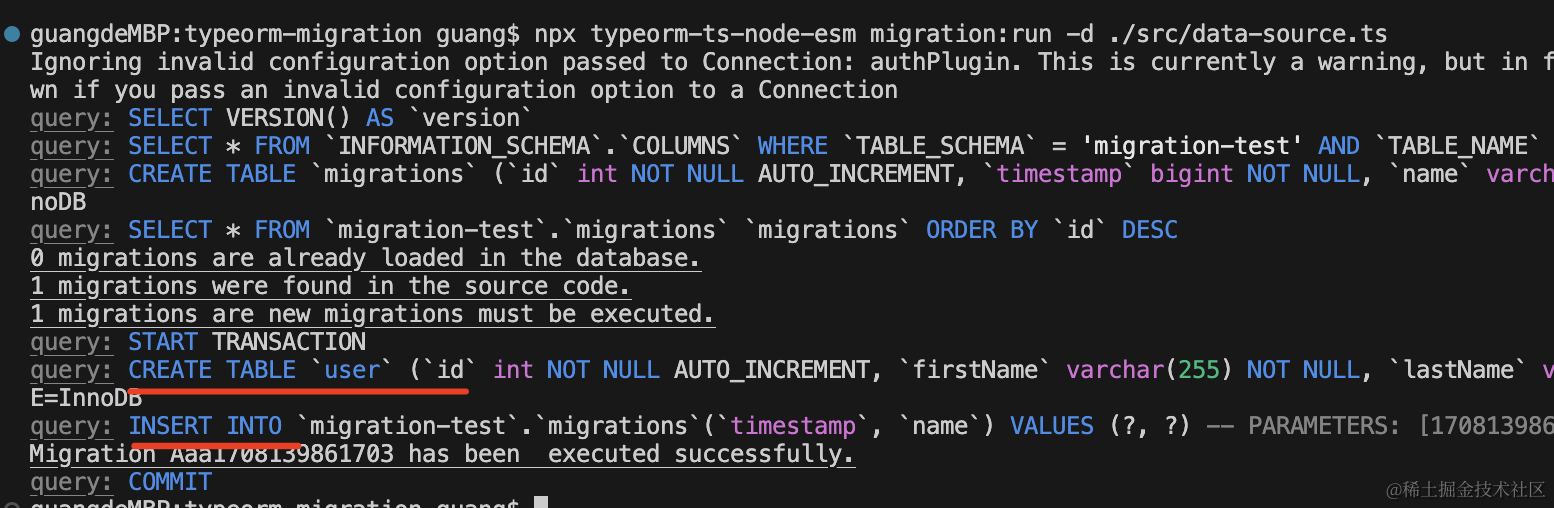 guangdeMBP:typeorm-migration guang$ npx typeorm-ts-node-esm migration:run -d ./src/data-source.ts
Ignoring invalid configuration option passed to Connection: authPlugin. This is currently a warning, but in f
wn if you pass an invalid configuration option to a Connection
query: SELECT VERSION() AS `version`
query: SELECT * FROM `INFORMATION_SCHEMA`.`COLUMNS` WHERE `TABLE_SCHEMA` = 'migration-test' AND `TABLE_NAME`
query: CREATE TABLE `migrations` (`id` int NOT NULL AUTO_INCREMENT, `timestamp` bigint NOT NULL, `name` varch
noDB
query: SELECT * FROM `migration-test`.`migrations` `migrations` ORDER BY `id` DESC
0 migrations are already loaded in the database.
1 migrations were found in the source code.
1 migrations are new migrations must be executed.
query: START TRANSACTION
query: CREATE TABLE `user` (`id` int NOT NULL AUTO_INCREMENT, `firstName` varchar(255) NOT NULL, `lastName` v
E=InnoDB
query: INSERT INTO `migration-test`.`migrations`(`timestamp`, `name`) VALUES (?, ?) -- PARAMETERS: [170813986
Migration Aaa1708139861703 has been  executed successfully.
query: COMMIT
guangdeMBP:typeorm-migration guang$
@稀土掘金技术社区